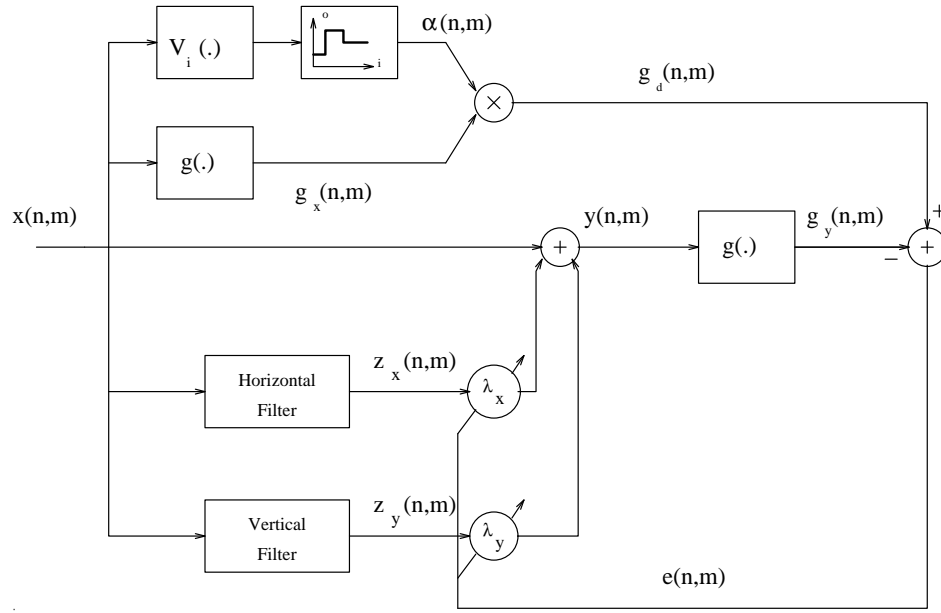 α(n,m)
o
V_i(.)
i
g_d(n,m)
×
g(.)
g_x(n,m)
x(n,m)
y(n,m)
g_y(n,m)
+
+
g(.)
−
+
z_x(n,m)
Horizontal
Filter
λ_x
z_y(n,m)
Vertical
Filter
λ_y
e(n,m)